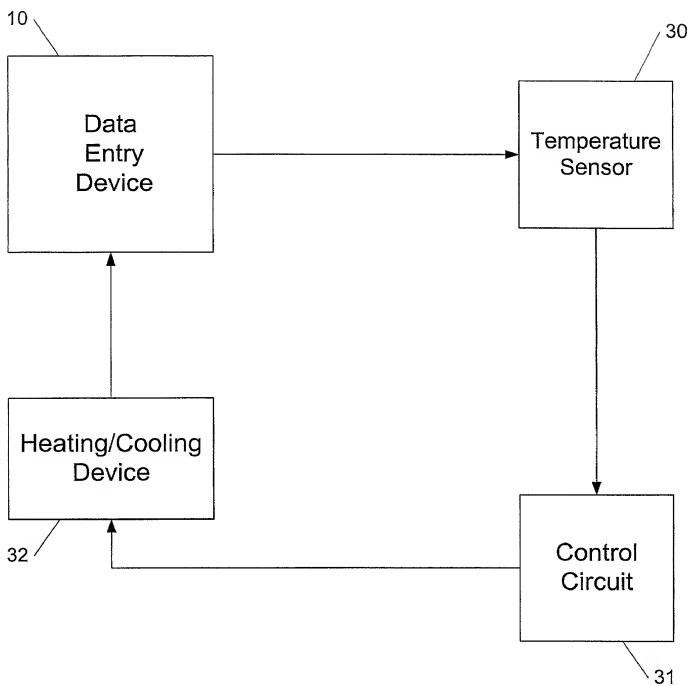 10
30
Data
Entry
Device
Temperature
Sensor
Heating/Cooling
Device
32
Control
Circuit
31